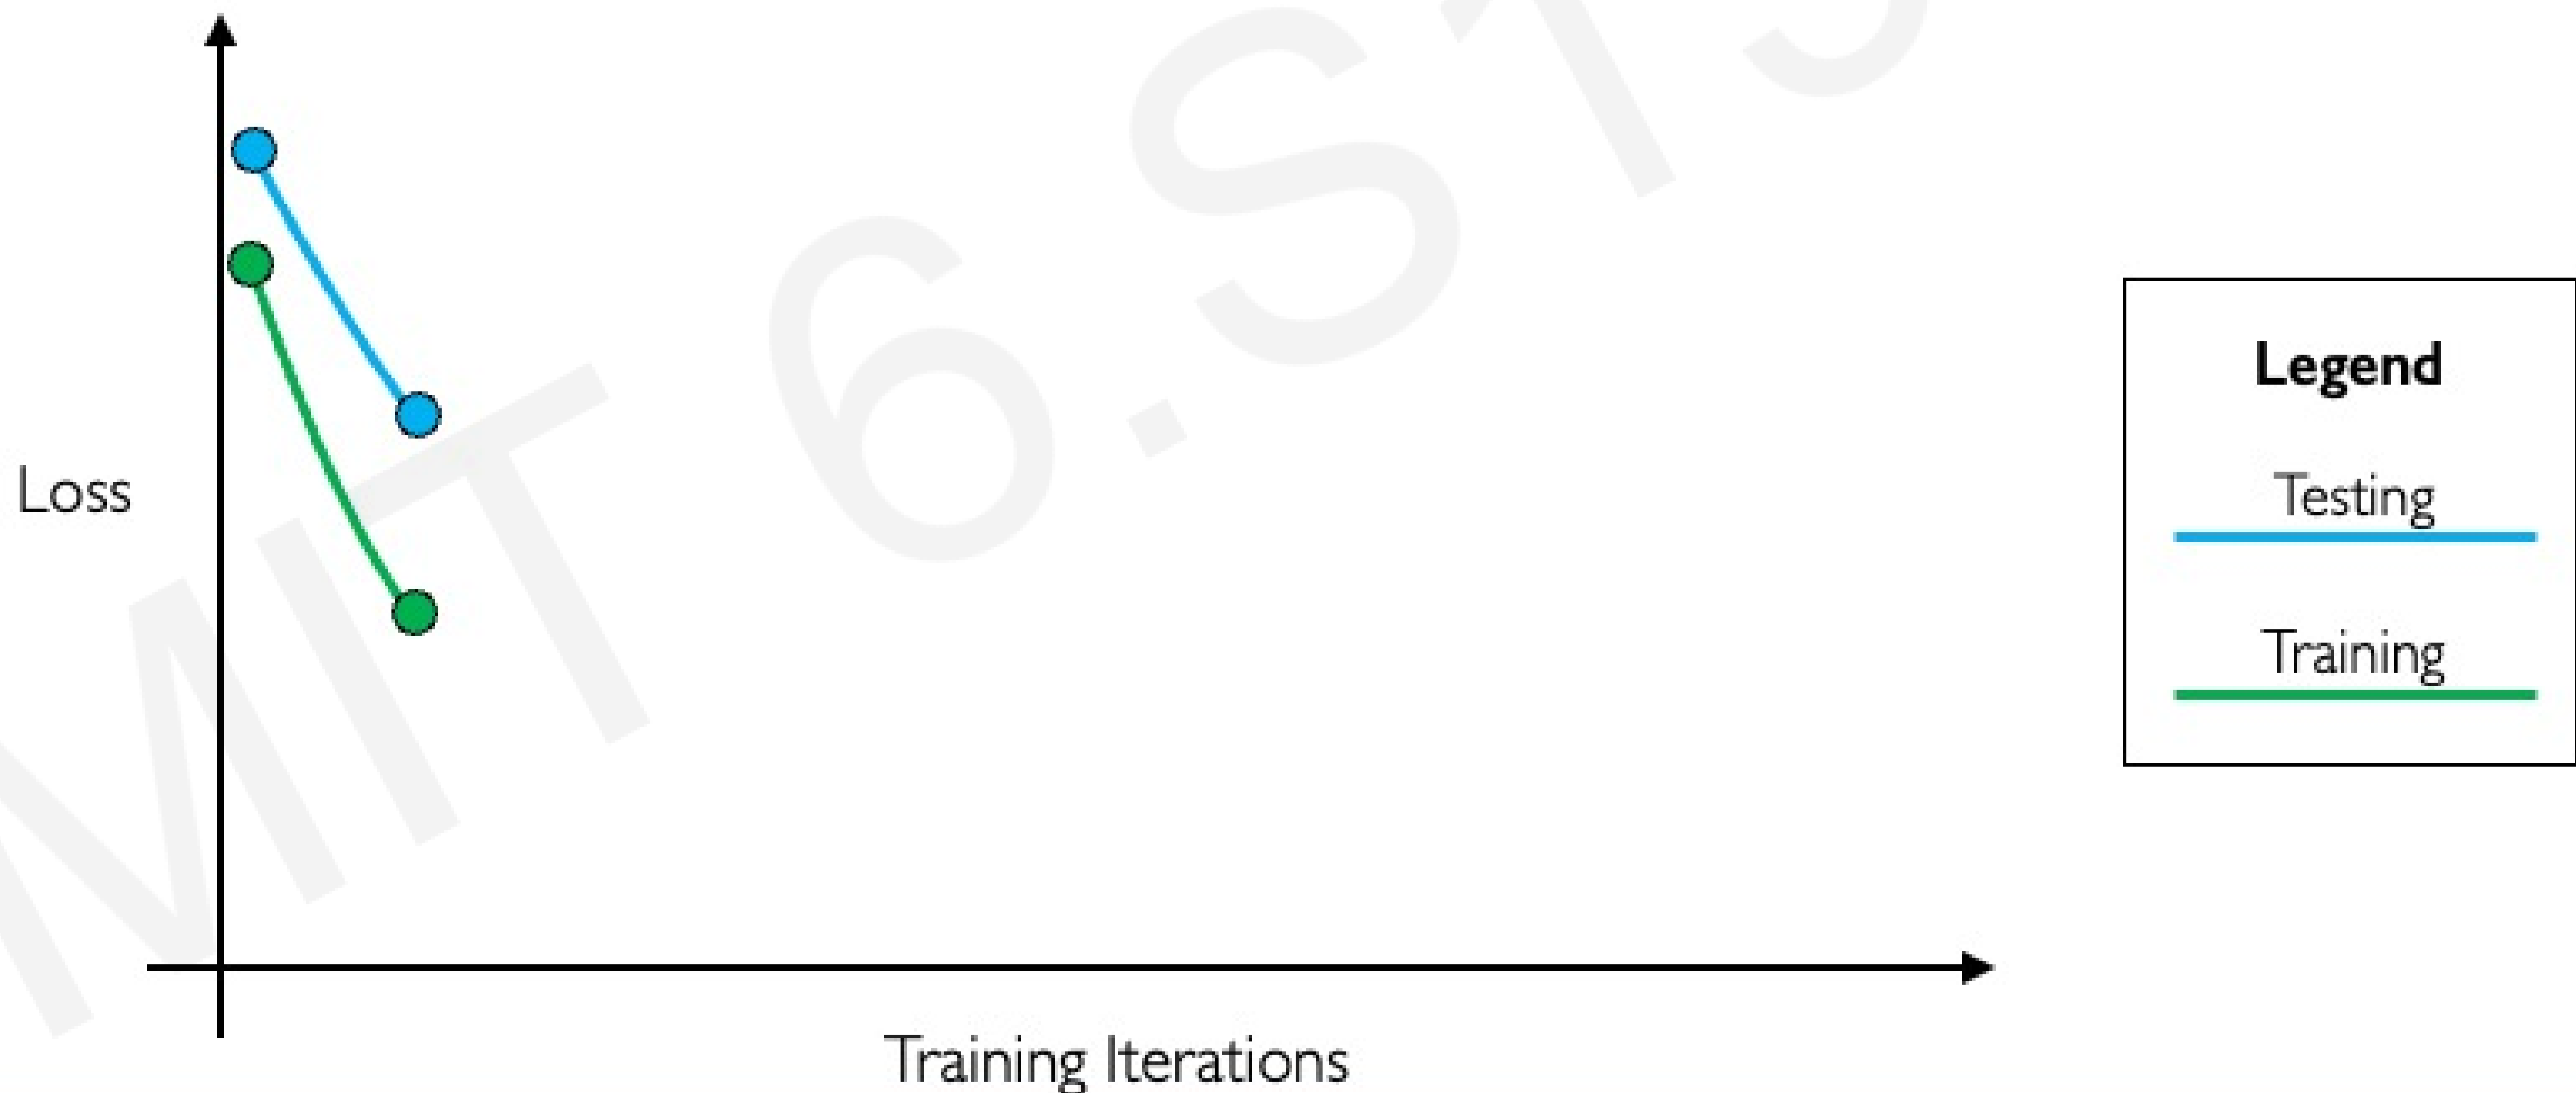 Loss
Training Iterations
Legend
Testing
Training
MIT 6.S19